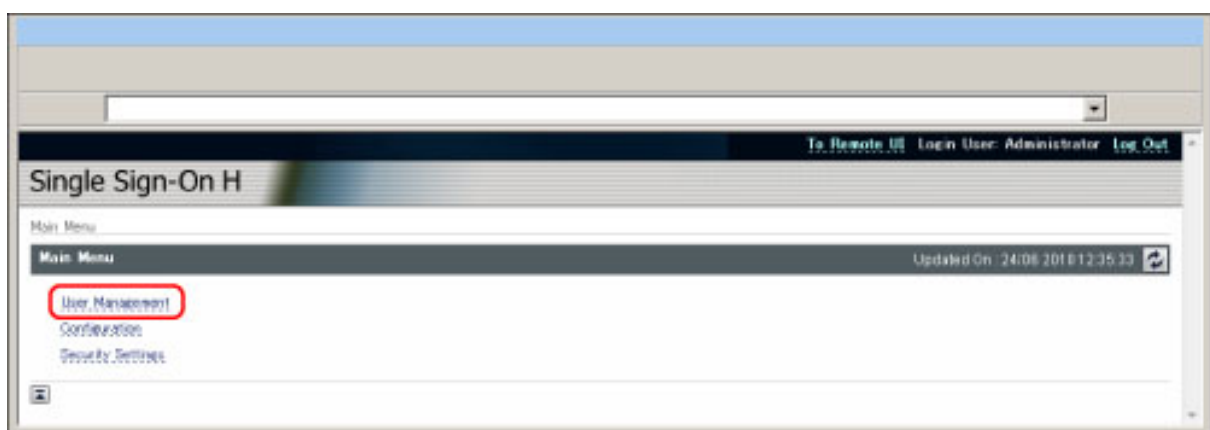 To Remote UI Login User: Administrator Log Out
Single Sign-On H
Main Menu
Main Menu Updated On : 24/06 2010 12:35:33
User Management
Configuration
Security Settings